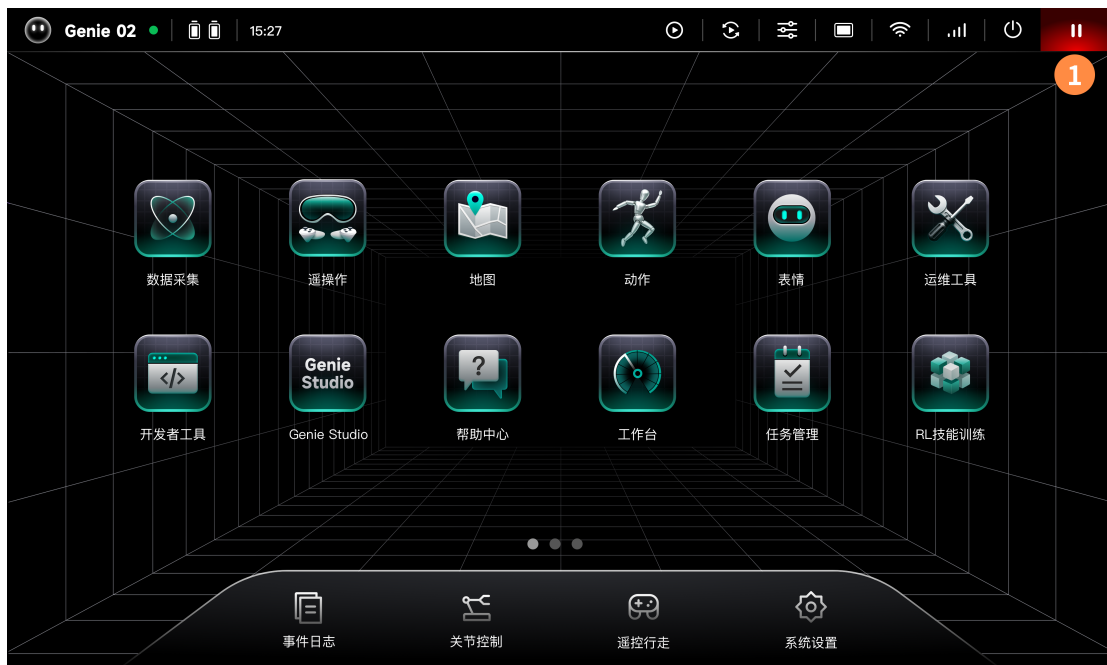 Genie 02
15:27
1
数据采集
遥操作
地图
动作
表情
运维工具
?
Genie
Studio
开发者工具
Genie Studio
帮助中心
工作台
任务管理
RL技能训练
事件日志
关节控制
遥控行走
系统设置